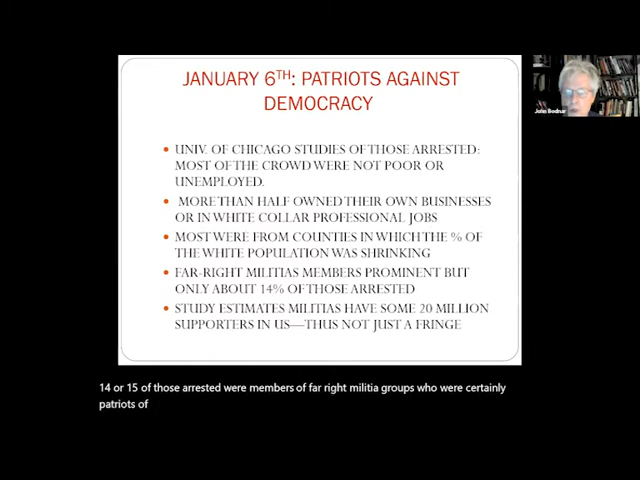 JANUARY 6TH: PATRIOTS AGAINST
DEMOCRACY
John Bodnar
UNIV. OF CHICAGO STUDIES OF THOSE ARRESTED:
MOST OF THE CROWD WERE NOT POOR OR
UNEMPLOYED.
MORE THAN HALF OWNED THEIR OWN BUSINESSES
OR IN WHITE COLLAR PROFESSIONAL JOBS
MOST WERE FROM COUNTIES IN WHICH THE % OF
THE WHITE POPULATION WAS SHRINKING
FAR-RIGHT MILITIAS MEMBERS PROMINENT BUT
ONLY ABOUT 14% OF THOSE ARRESTED
STUDY ESTIMATES MILITIAS HAVE SOME 20 MILLION
SUPPORTERS IN US—THUS NOT JUST A FRINGE
14 or 15 of those arrested were members of far right militia groups who were certainly
patriots of